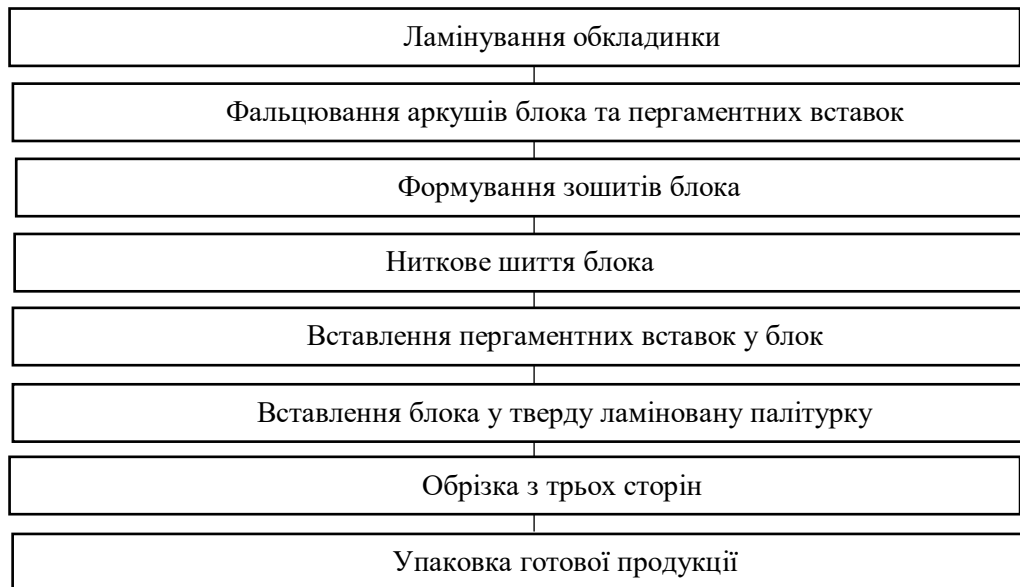 Ламінування обкладинки
Фальцювання аркушів блока та пергаментних вставок
Формування зошитів блока
Ниткове шиття блока
Вставлення пергаментних вставок у блок
Вставлення блока у тверду ламіновану палітурку
Обрізка з трьох сторін
Упаковка готової продукції